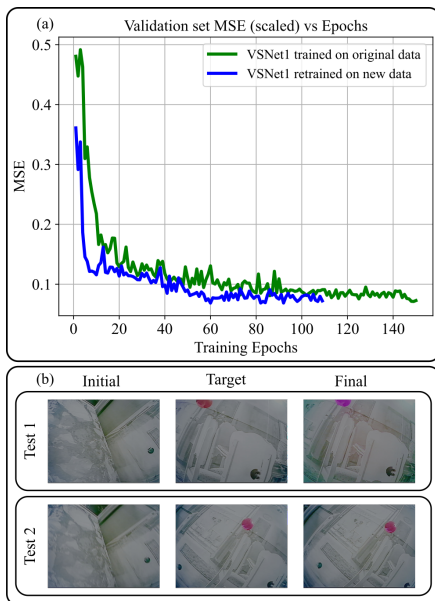 (a)
Validation set MSE (scaled) vs Epochs
0.5
VSNet1 trained on original data
VSNet1 retrained on new data
0.4
MSE
0.3
0.2
0.1
0 20 40 60 80 100 120 140
Training Epochs
(b)
Initial Target Final
Test 1
Test 2